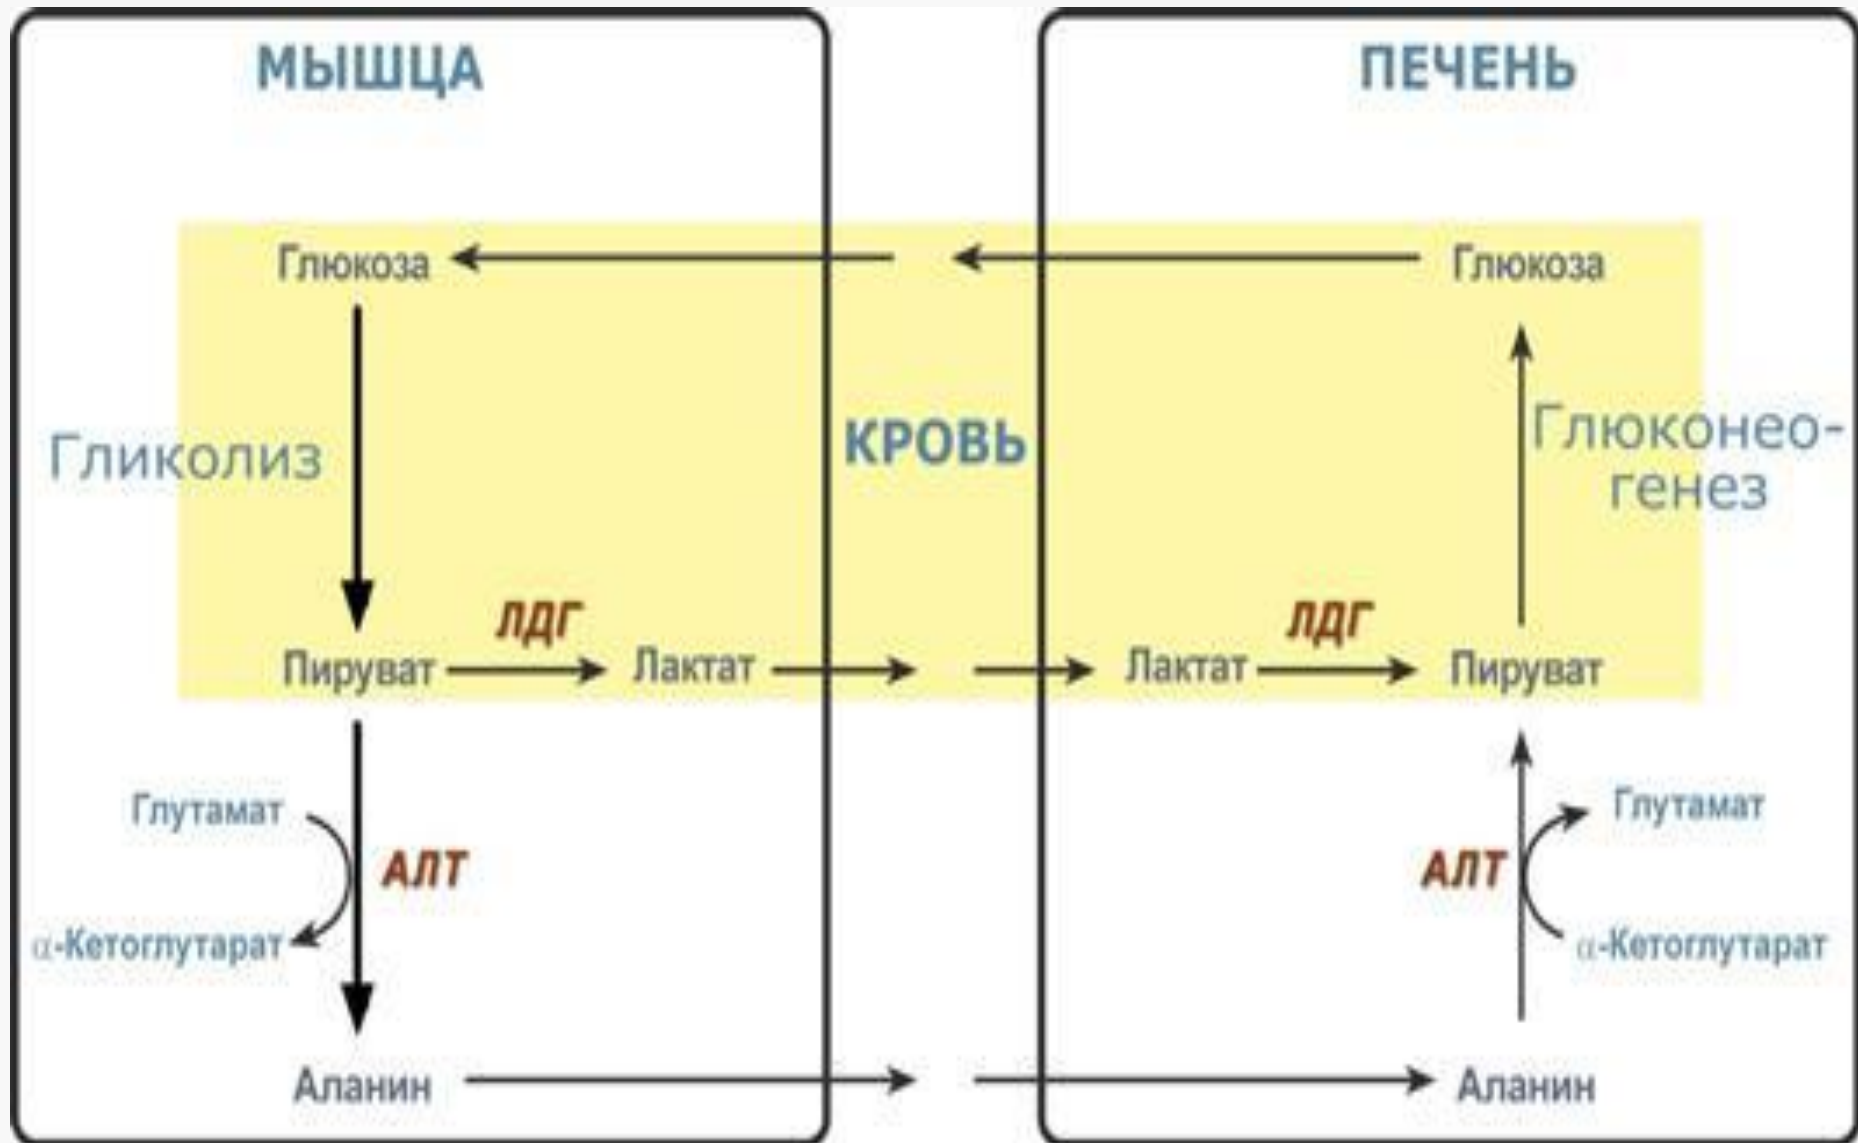 МЫШЦА
ПЕЧЕНЬ
Глюкоза
Глюкоза
Гликолиз
КРОВЬ
Глюконео-
генез
ЛДГ
ЛДГ
Пируват
Лактат
Лактат
Пируват
Глутамат
Глутамат
АЛТ
АЛТ
α-Кетоглутарат
α-Кетоглутарат
Аланин
Аланин